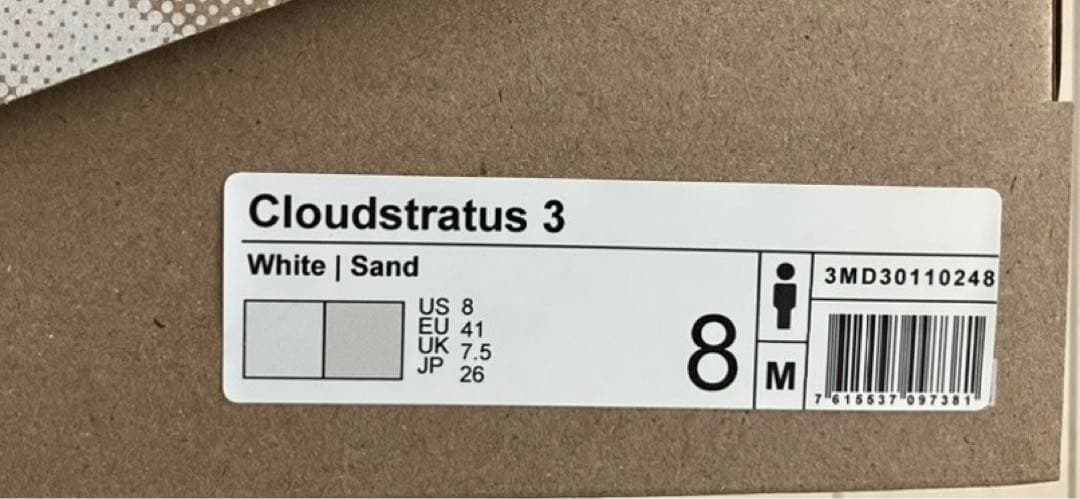 Cloudstratus 3
White | Sand
US 8
EU 41
UK 7.5
JP 26
8
M
3MD30110248
7 615537 097381